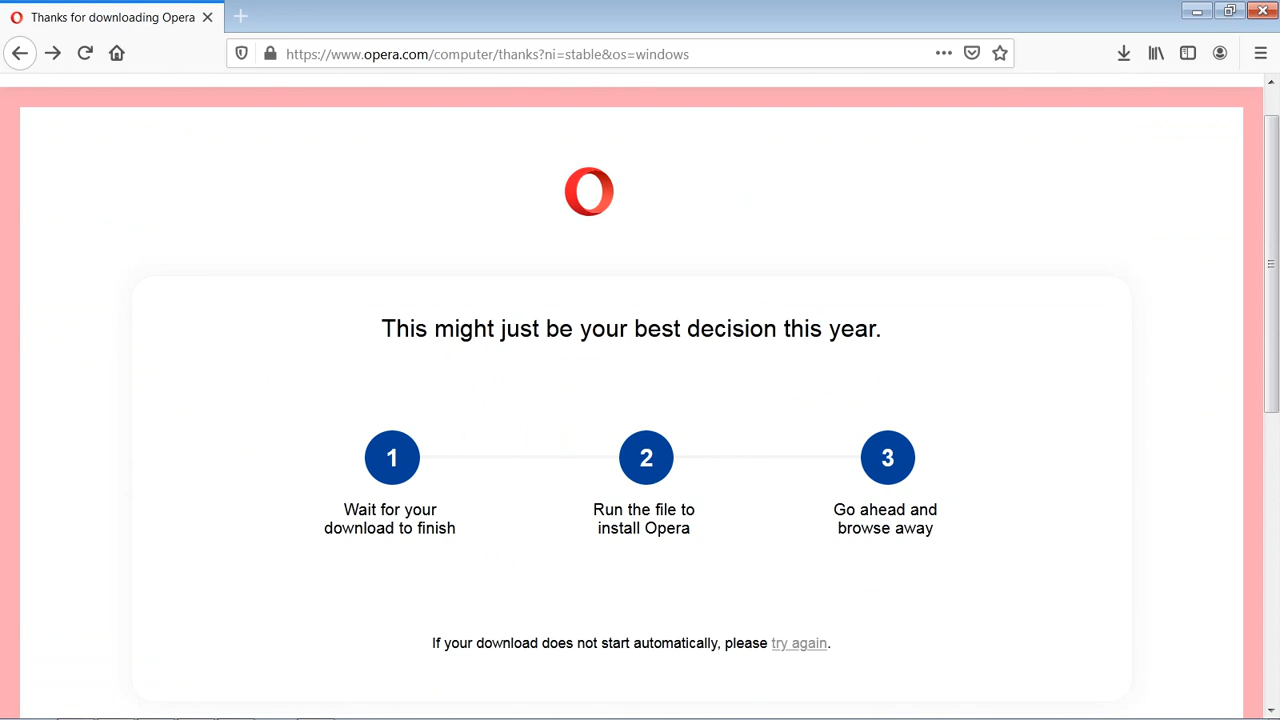 Thanks for downloading Opera
https://www.opera.com/computer/thanks?ni=stable&os=windows
This might just be your best decision this year.
1
2
3
Wait for your
download to finish
Run the file to
install Opera
Go ahead and
browse away
If your download does not start automatically, please try again.